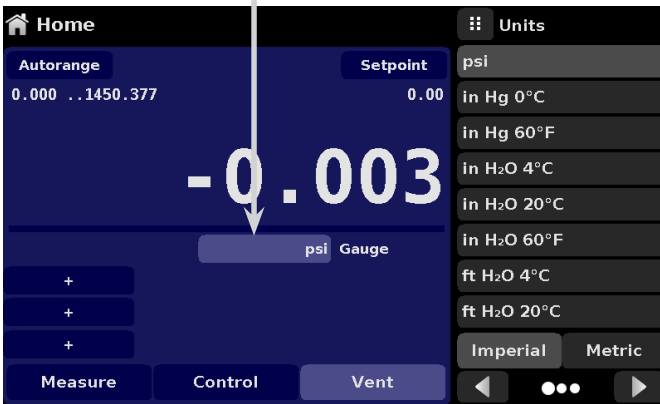 Home
Autorange
Setpoint
0.000 ..1450.377
0.00
-0.003
psi Gauge
+
+
+
Measure
Control
Vent
Units
psi
in Hg 0°C
in Hg 60°F
in H₂O 4°C
in H₂O 20°C
in H₂O 60°F
ft H₂O 4°C
ft H₂O 20°C
Imperial
Metric